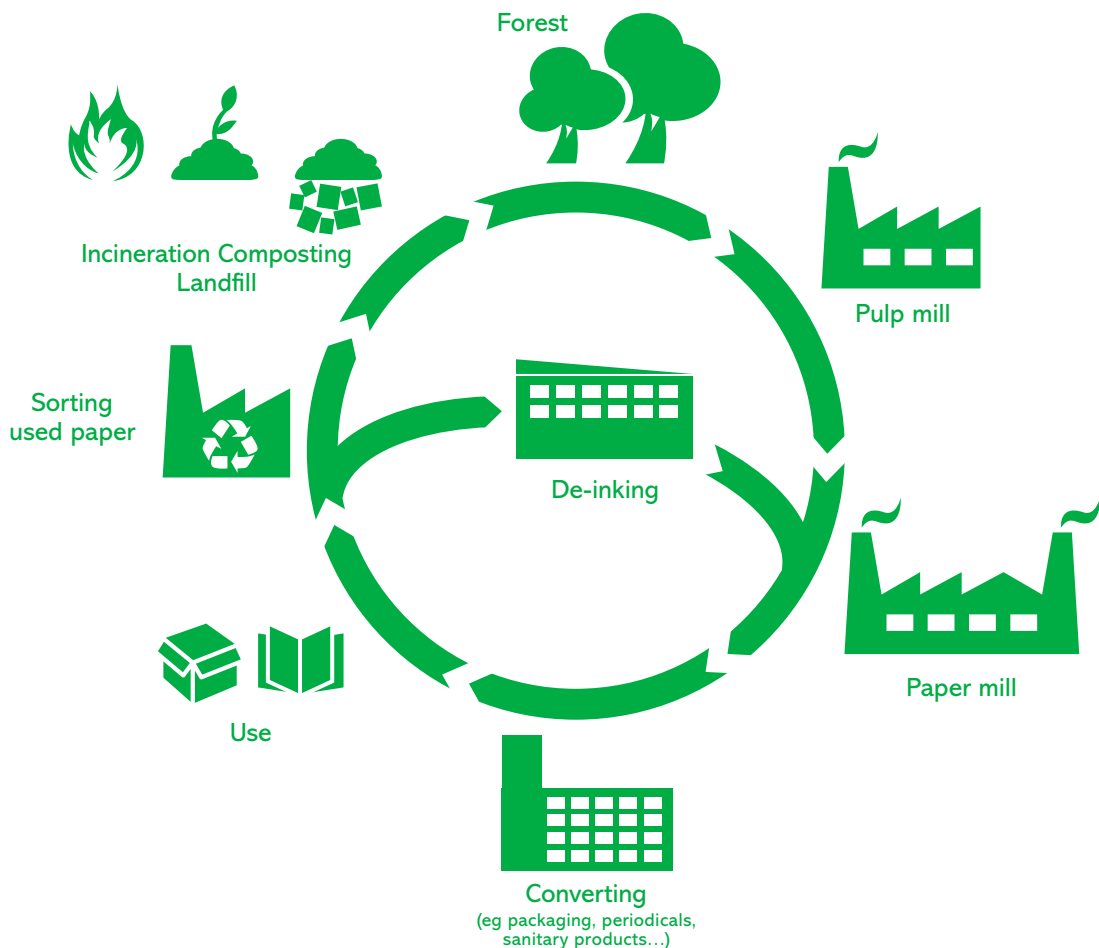 Forest
Incineration Composting
Landfill
Pulp mill
Sorting
used paper
De-inking
Paper mill
Use
Converting
(eg packaging, periodicals,
sanitary products...)